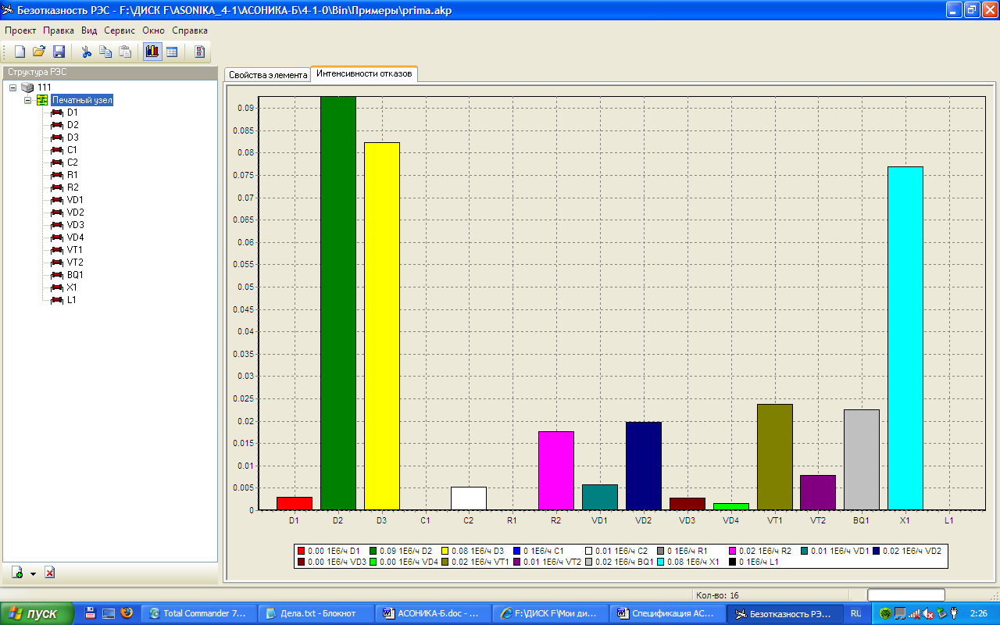 Безотказность РЭС - F:\ДИСК F\ASONIKA_4-1\АСОНИКА-Б\4-1-0\Bin\Примеры\prima.akp
Проект Правка Вид Сервис Окно Справка
Структура РЭС
111
Печатный узел
D1
D2
D3
C1
C2
R1
R2
VD1
VD2
VD3
VD4
VT1
VT2
BQ1
X1
L1
Свойства элемента Интенсивности отказов
0.09
0.085
0.08
0.075
0.07
0.065
0.06
0.055
0.05
0.045
0.04
0.035
0.03
0.025
0.02
0.015
0.01
0.005
0
D1 D2 D3 C1 C2 R1 R2 VD1 VD2 VD3 VD4 VT1 VT2 BQ1 X1 L1
0.00 1E6/ч D1 0.09 1E6/ч D2 0.08 1E6/ч D3 0 1E6/ч C1 0.01 1E6/ч C2 0 1E6/ч R1 0.02 1E6/ч R2 0.01 1E6/ч VD1 0.02 1E6/ч VD2
0.00 1E6/ч VD3 0.00 1E6/ч VD4 0.02 1E6/ч VT1 0.01 1E6/ч VT2 0.02 1E6/ч BQ1 0.08 1E6/ч X1 0 1E6/ч L1
Кол-во: 16
пуск Total Commander 7... Дела.txt - Блокнот АСОНИКА-Б.doc - ... F:\ДИСК F\Мои ди... Спецификация АС... Безотказность РЭ... RU 2:26